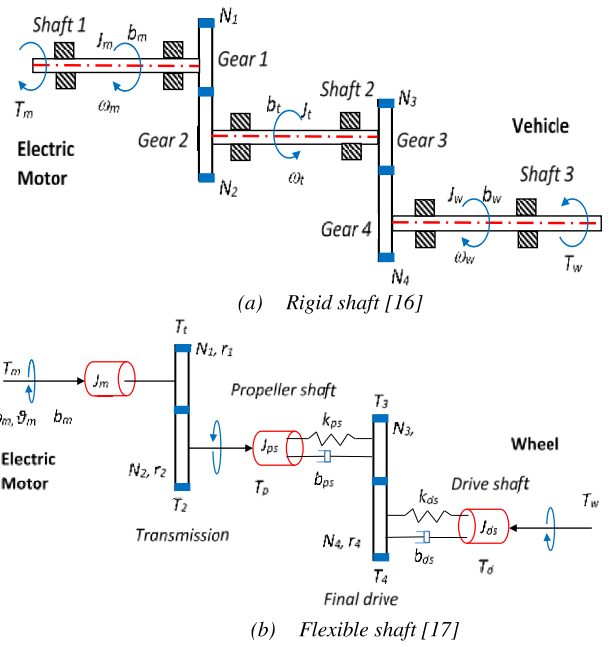 Shaft 1
N1
Jm bm
Gear 1
Tm
ωm
Shaft 2
N3
bt Jt
Vehicle
Electric
Motor
Gear 2
Gear 3
Shaft 3
ωt
N2
Jw bw
Gear 4
ωw
Tw
N4
(a) Rigid shaft [16]
Tt
Tm
N1, r1
Jm
Propeller shaft
T3
ωm, ϑm bm
kps
N3,
Electric
Motor
Jps
Wheel
N2, r2
bps
kds
Drive shaft
Tp
T2
Tw
Transmission
Jds
N4, r4
bds
Td
T4
Final drive
(b) Flexible shaft [17]